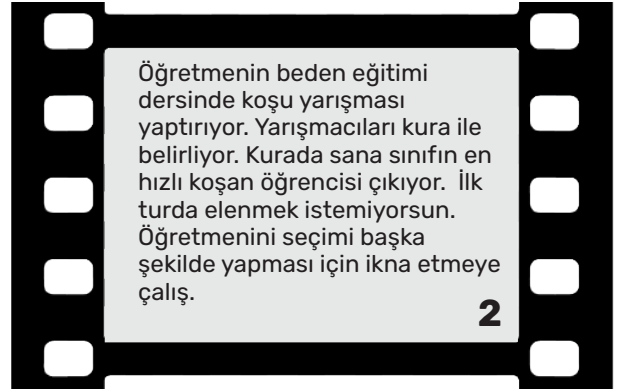 Öğretmenin beden eğitimi
dersinde koşu yarışması
yaptırıyor. Yarışmacıları kura ile
belirliyor. Kurada sana sınıfın en
hızlı koşan öğrencisi çıkıyor. İlk
turda elenmek istemiyorsun.
Öğretmenini seçimi başka
şekilde yapması için ikna etmeye
çalış.
2